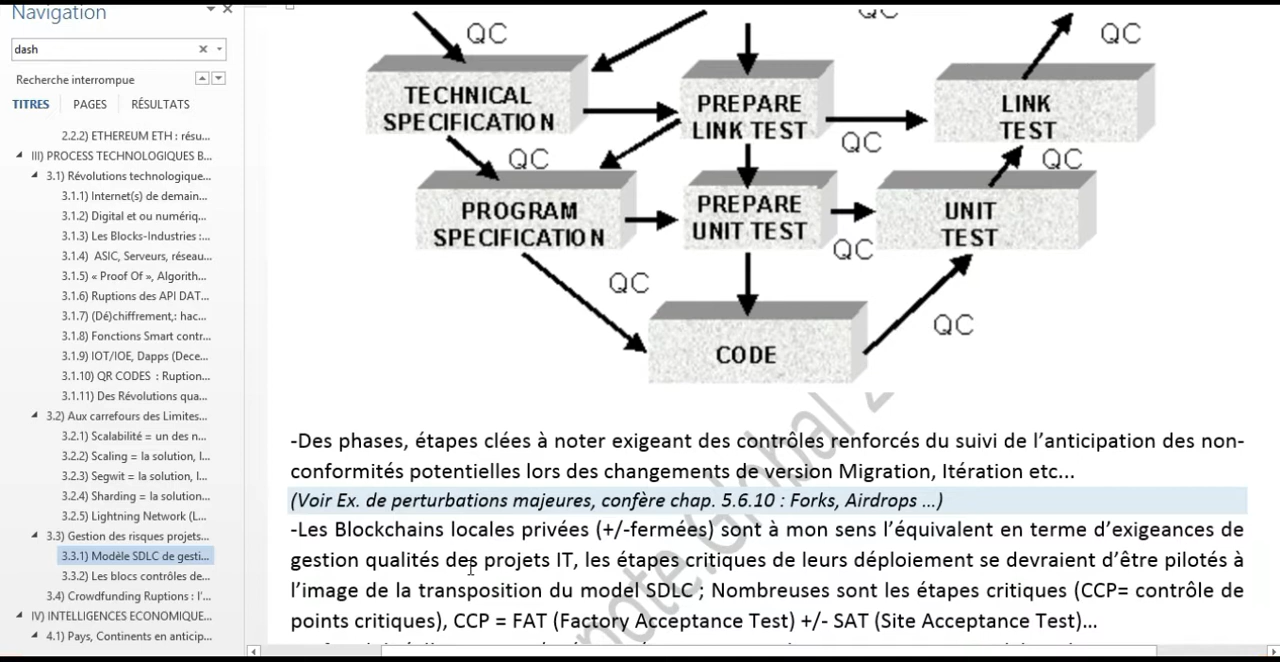 Navigation
dash
Recherche interrompue
TITRES PAGES RÉSULTATS
2.2.2) ETHEREUM ETH : résu...
III) PROCESS TECHNOLOGIQUES B...
3.1) Révolutions technologique...
3.1.1) Internet(s) de demain...
3.1.2) Digital et ou numériq...
3.1.3) Les Blocks-Industries :...
3.1.4) ASIC, Serveurs, réseau...
3.1.5) « Proof Of », Algorith...
3.1.6) Ruptions des API DAT...
3.1.7) (Dé)chiffrement,: hac...
3.1.8) Fonctions Smart contr...
3.1.9) IOT/IOE, Dapps (Dece...
3.1.10) QR CODES : Ruption...
3.1.11) Des Révolutions qua...
3.2) Aux carrefours des Limites...
3.2.1) Scalabilité = un des n...
3.2.2) Scaling = la solution, l...
3.2.3) Segwit = la solution, l...
3.2.4) Sharding = la solution...
3.2.5) Lightning Network (L...
3.3) Gestion des risques projets...
3.3.1) Modèle SDLC de gesti...
3.3.2) Les blocs contrôles de...
3.4) Crowdfunding Ruptions : l'...
IV) INTELLIGENCES ECONOMIQUE...
4.1) Pays, Continents en anticip...
QC
QC
QC
TECHNICAL
SPECIFICATION
PREPARE
LINK TEST
LINK
TEST
QC
QC
QC
PROGRAM
SPECIFICATION
PREPARE
UNIT TEST
UNIT
TEST
QC
QC
QC
CODE
-Des phases, étapes clées à noter exigeant des contrôles renforcés du suivi de l'anticipation des non-
conformités potentielles lors des changements de version Migration, Itération etc...
(Voir Ex. de perturbations majeures, confère chap. 5.6.10 : Forks, Airdrops ...)
-Les Blockchains locales privées (+/-fermées) sont à mon sens l'équivalent en terme d'exigeances de
gestion qualités des projets IT, les étapes critiques de leurs déploiement se devraient d'être pilotés à
l'image de la transposition du model SDLC ; Nombreuses sont les étapes critiques (CCP= contrôle de
points critiques), CCP = FAT (Factory Acceptance Test) +/- SAT (Site Acceptance Test)...